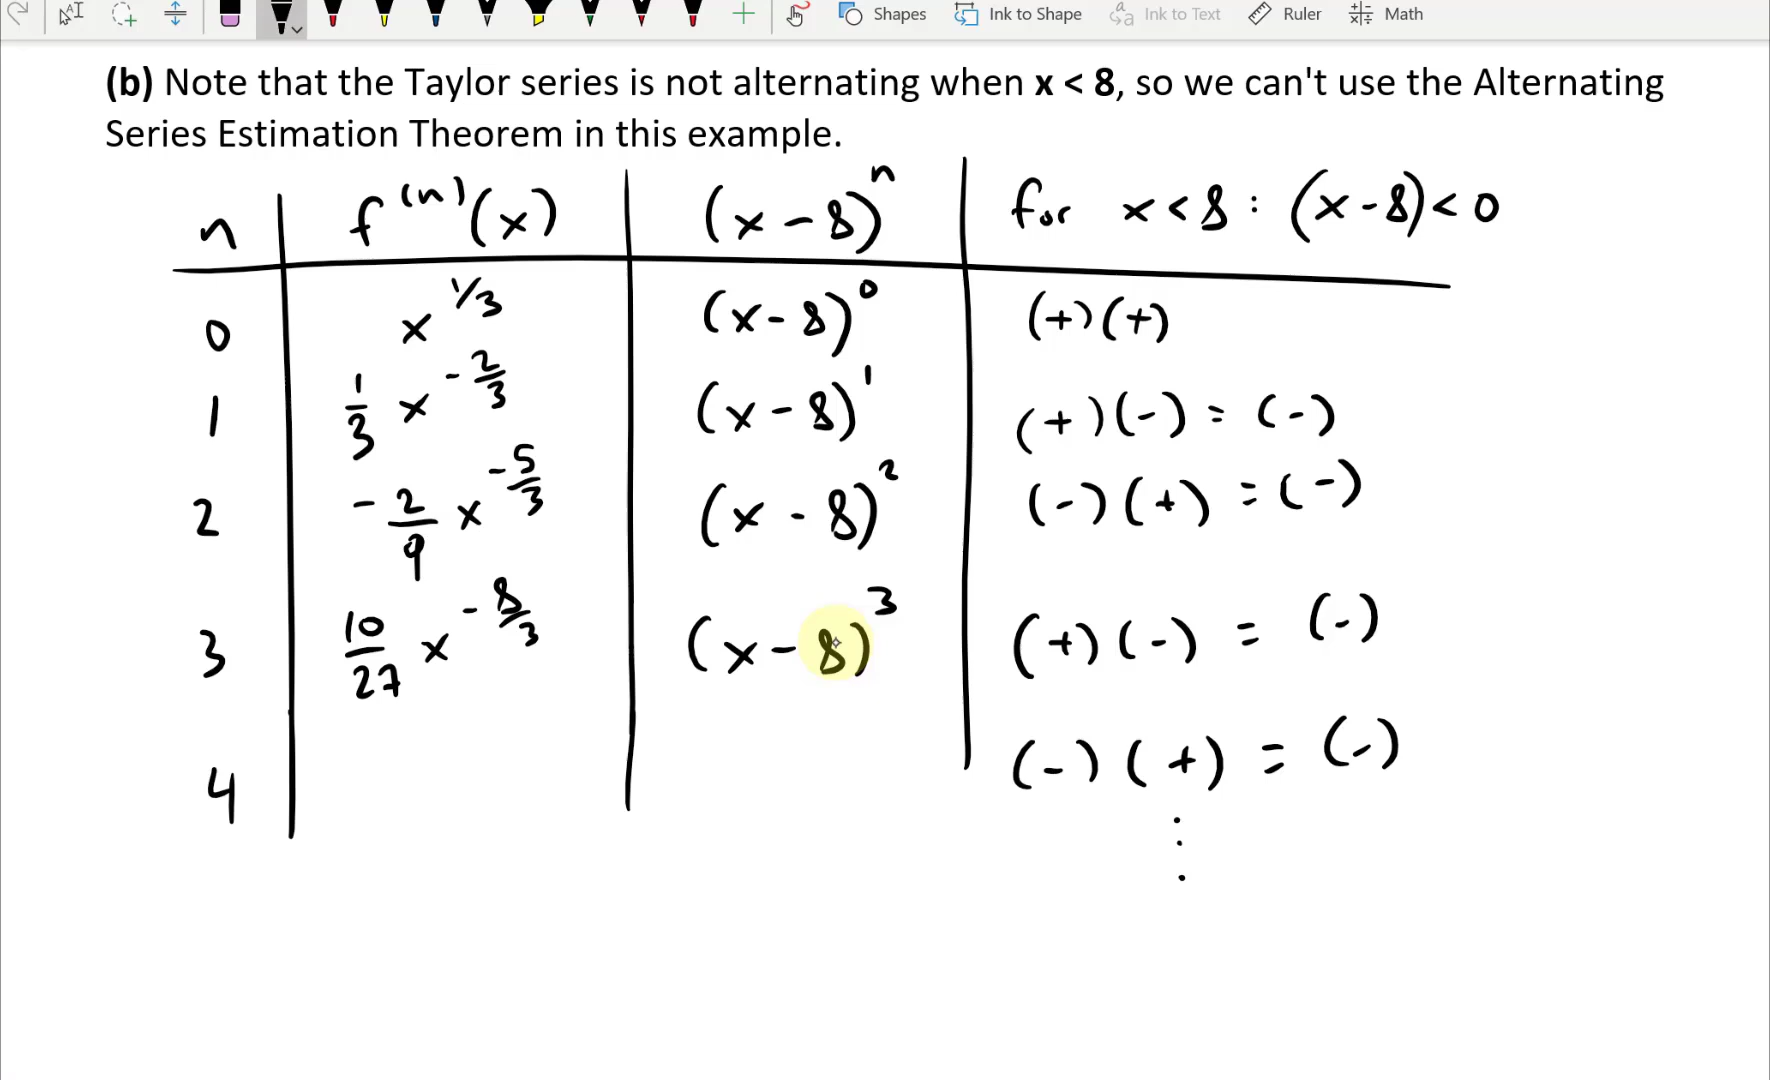 Shapes Ink to Shape Ink to Text Ruler Math
(b) Note that the Taylor series is not alternating when x < 8, so we can't use the Alternating
Series Estimation Theorem in this example.
n f^(n)(x) (x-8)^n for x<8 : (x-8)<0
0 x^1/3 (x-8)^0 (+)(+)
1 1/3 x^-2/3 (x-8)^1 (+)(-) = (-)
2 -2/9 x^-5/3 (x-8)^2 (-)(+) = (-)
3 10/27 x^-8/3 (x-8)^3 (+)(-) = (-)
4 (-)(+) = (-)
⋮